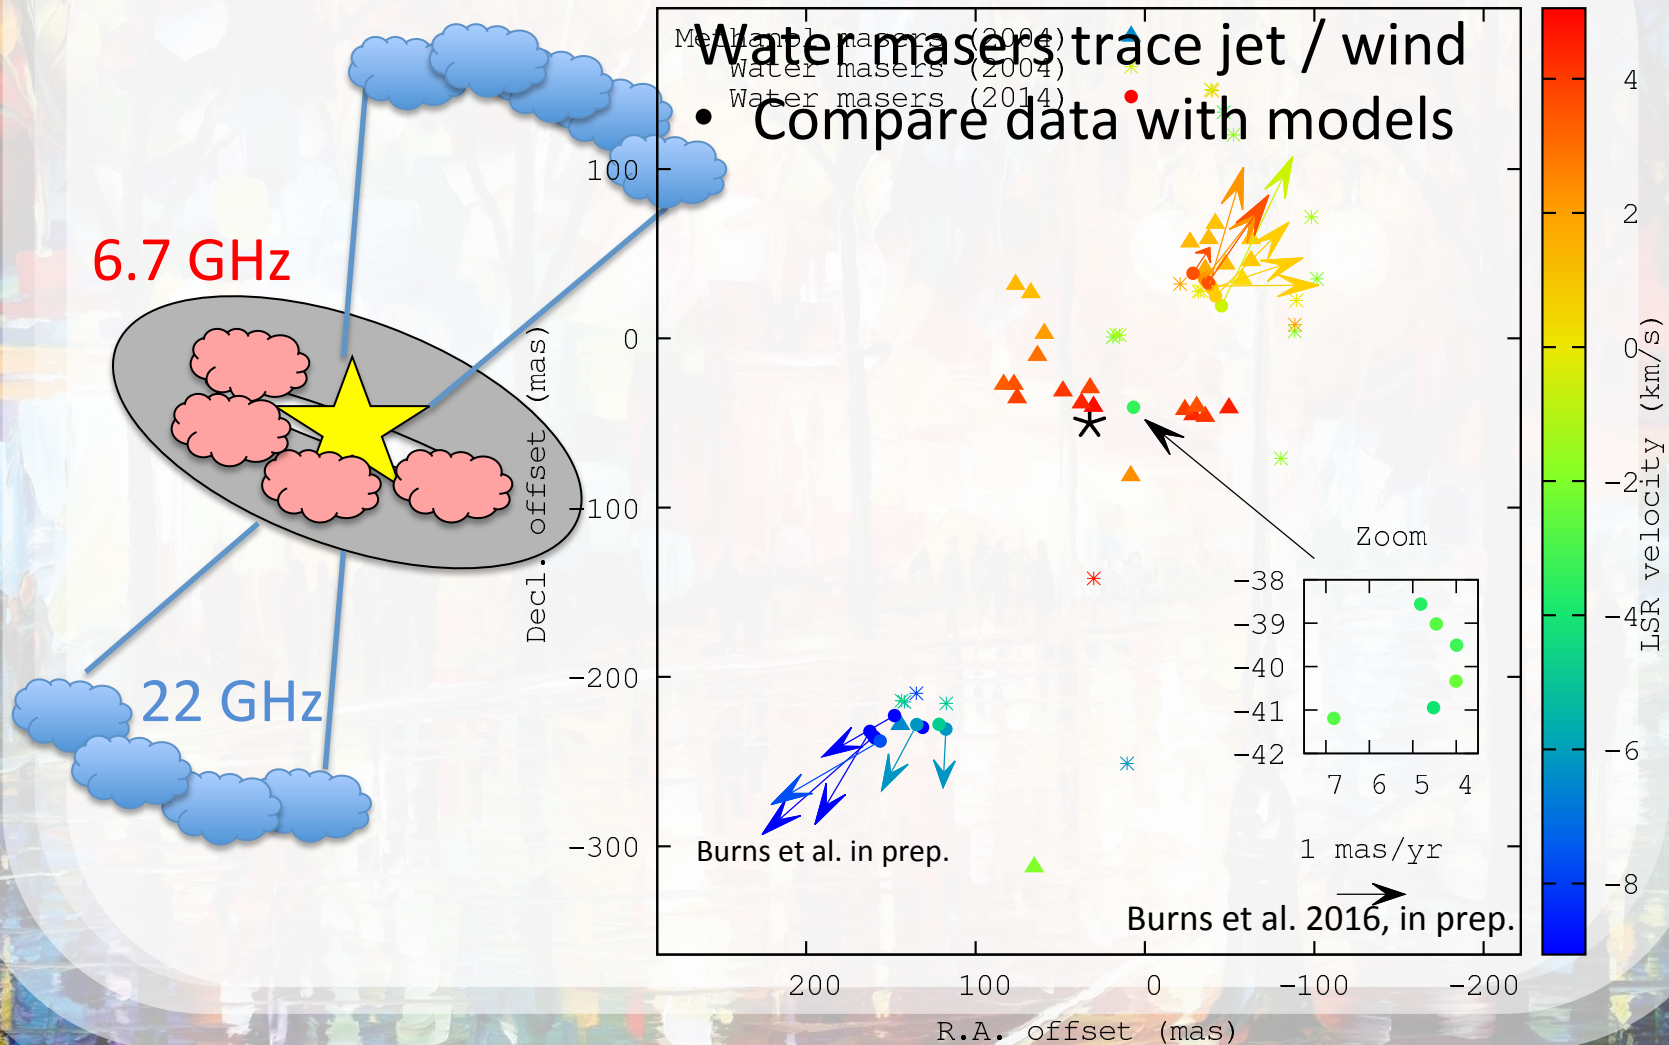 Water masers trace jet / wind
• Compare data with models
Methanol masers (2004)
Water masers (2004)
Water masers (2014)
6.7 GHz
22 GHz
Decl. offset (mas)
100
0
-100
-200
-300
200
100
0
-100
-200
R.A. offset (mas)
Zoom
-38
-39
-40
-41
-42
7
6
5
4
1 mas/yr
Burns et al. in prep.
Burns et al. 2016, in prep.
4
2
0
-2
-4
-6
-8
LSR velocity (km/s)